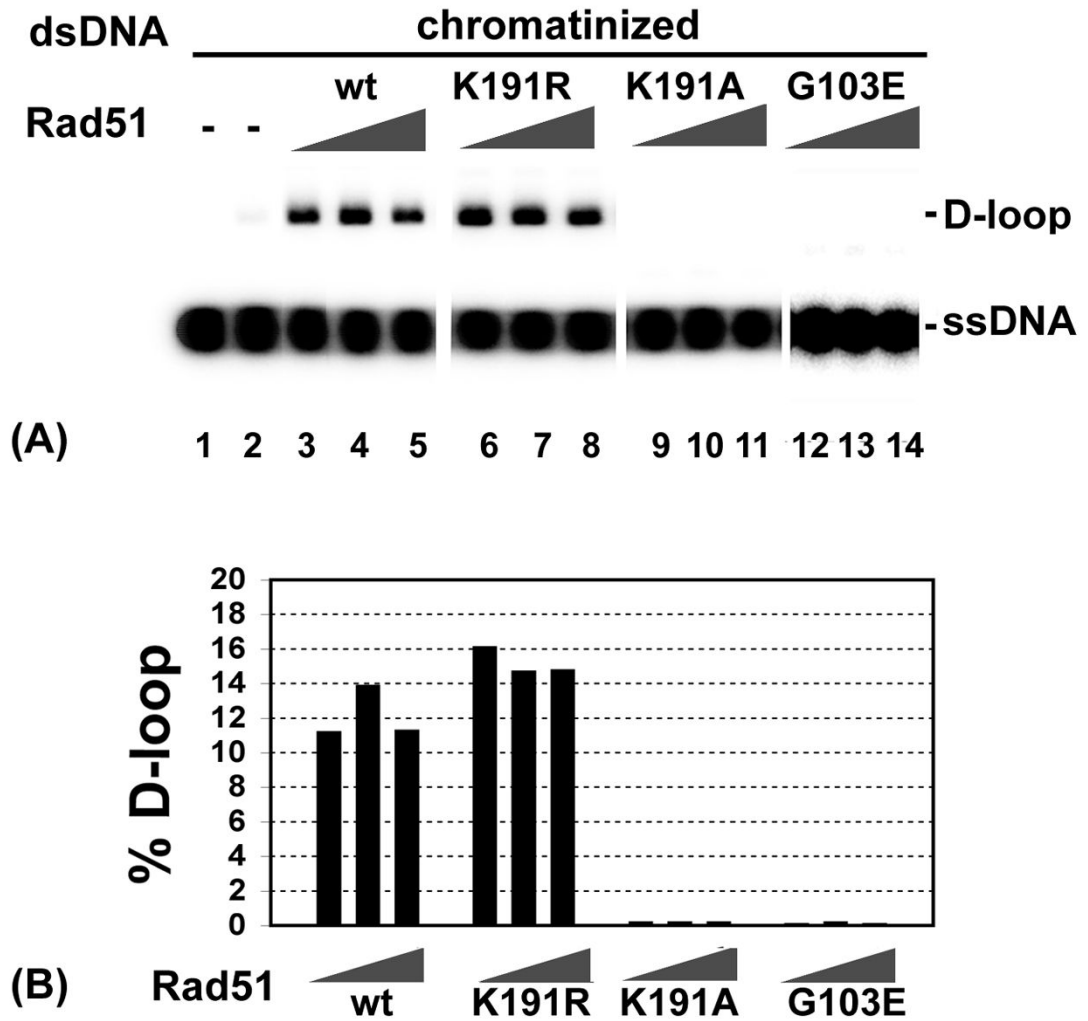 dsDNA chromatinized
wt K191R K191A G103E
Rad51 - -
-D-loop
-ssDNA
(A) 1 2 3 4 5 6 7 8 9 10 11 12 13 14
20
18
16
14
12
10
8
6
4
2
0
% D-loop
(B) Rad51 wt K191R K191A G103E